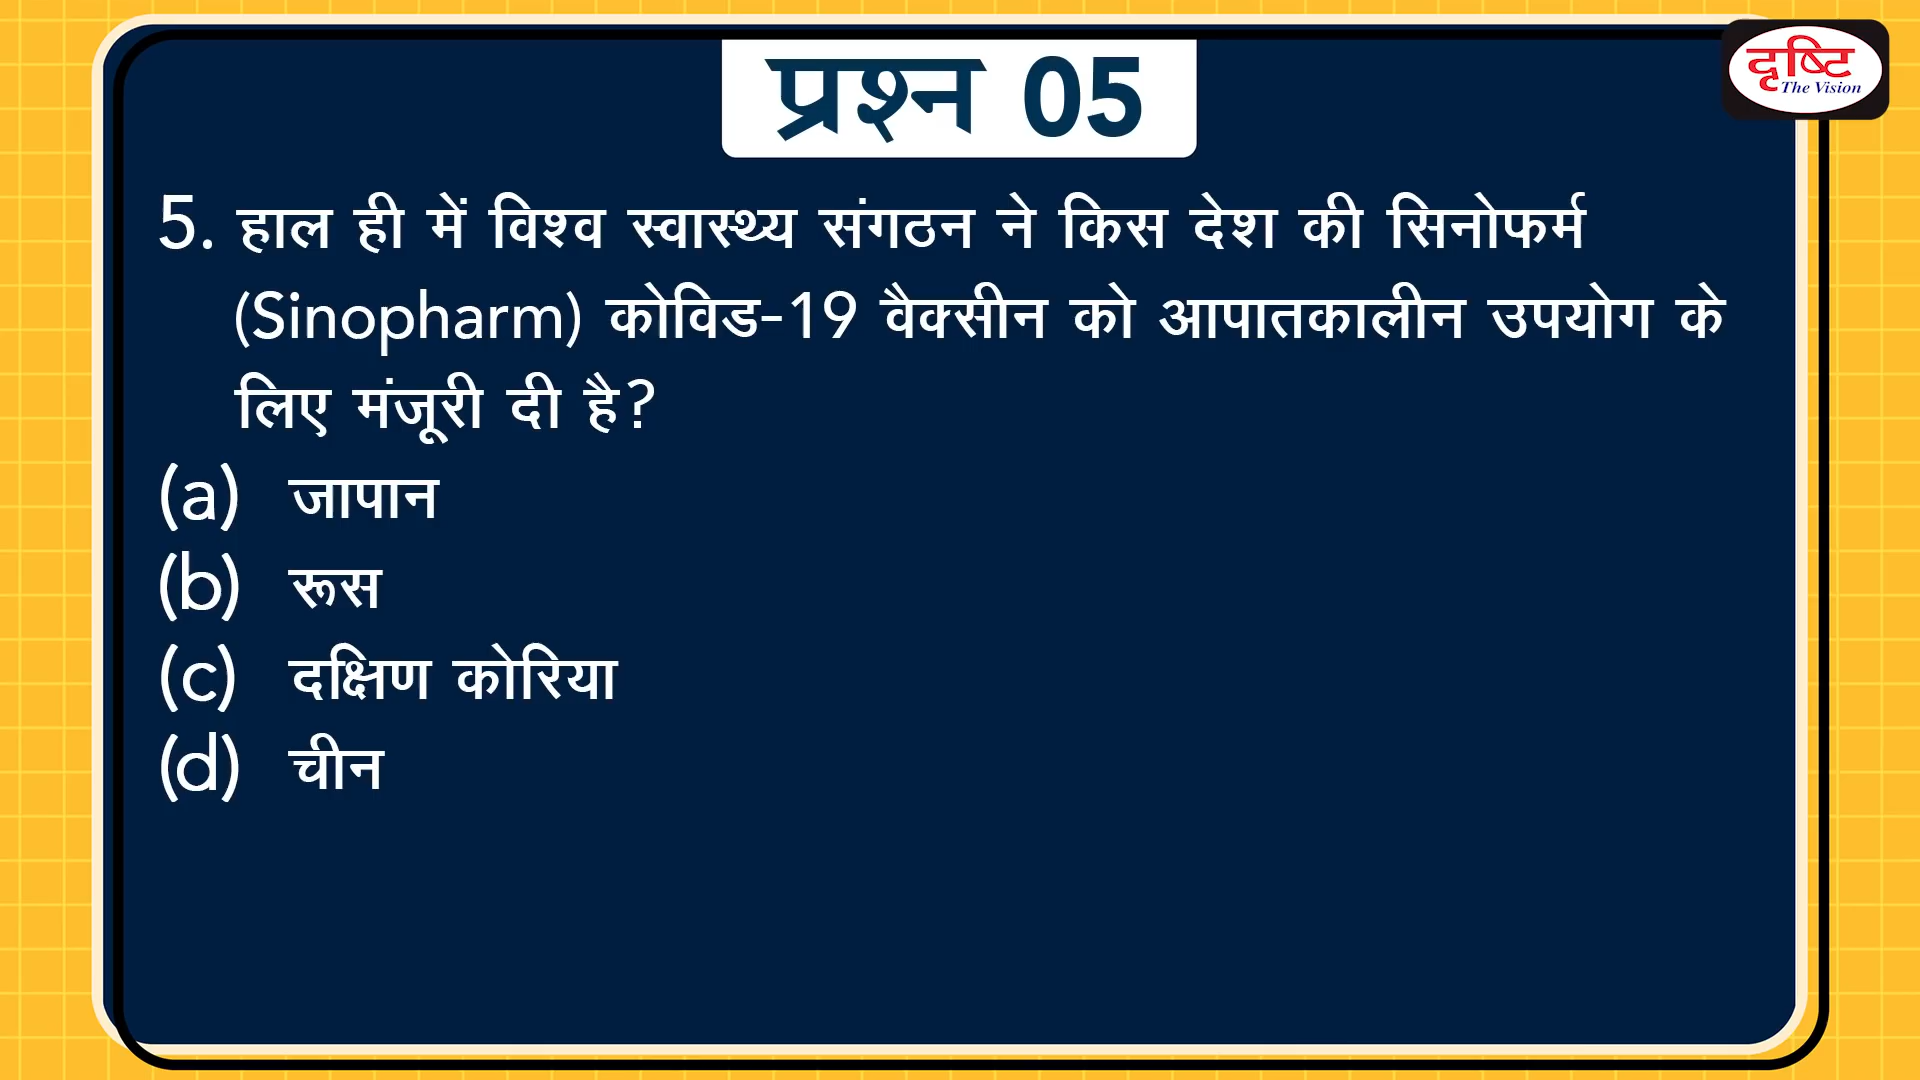 प्रश्न 05
दृष्टि
The Vision
5. हाल ही में विश्व स्वास्थ्य संगठन ने किस देश की सिनोफर्म
(Sinopharm) कोविड-19 वैक्सीन को आपातकालीन उपयोग के
लिए मंजूरी दी है?
(a) जापान
(b) रूस
(c) दक्षिण कोरिया
(d) चीन